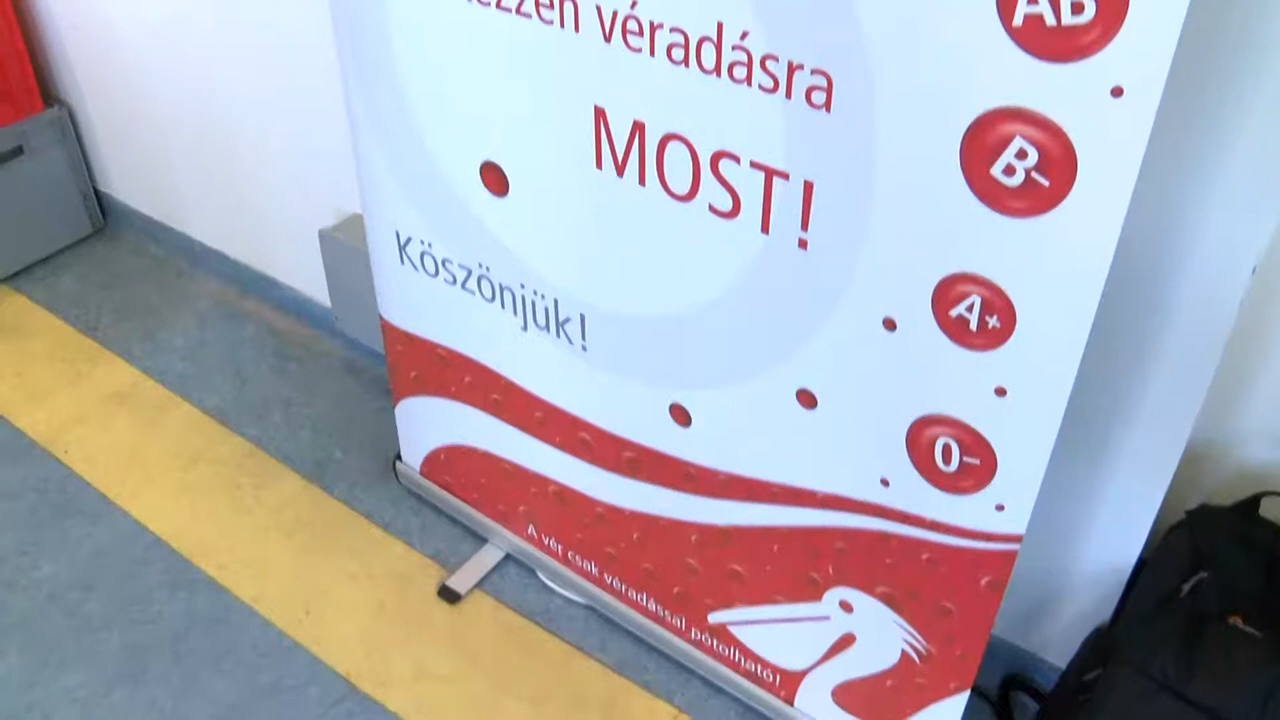 véradásra
MOST!
Köszönjük!
AB
B-
A+
0-
A vér csak véradással pótolható!